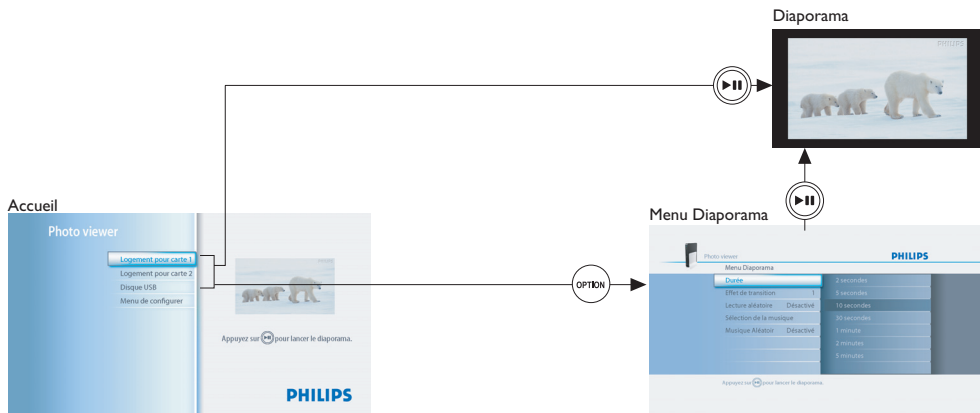 Diaporama
PHILIPS
Accueil
Photo viewer
Logement pour carte 1
Logement pour carte 2
Disque USB
Menu de configurer
Appuyez sur pour lancer le diaporama.
PHILIPS
OPTION
Menu Diaporama
Photo viewer
PHILIPS
Menu Diaporama
Durée
Effet de transition 1
Lecture aléatoire Désactivé
Sélection de la musique
Musique Aléatoir Désactivé
2 secondes
5 secondes
10 secondes
30 secondes
1 minute
2 minutes
5 minutes
Appuyez sur pour lancer le diaporama.